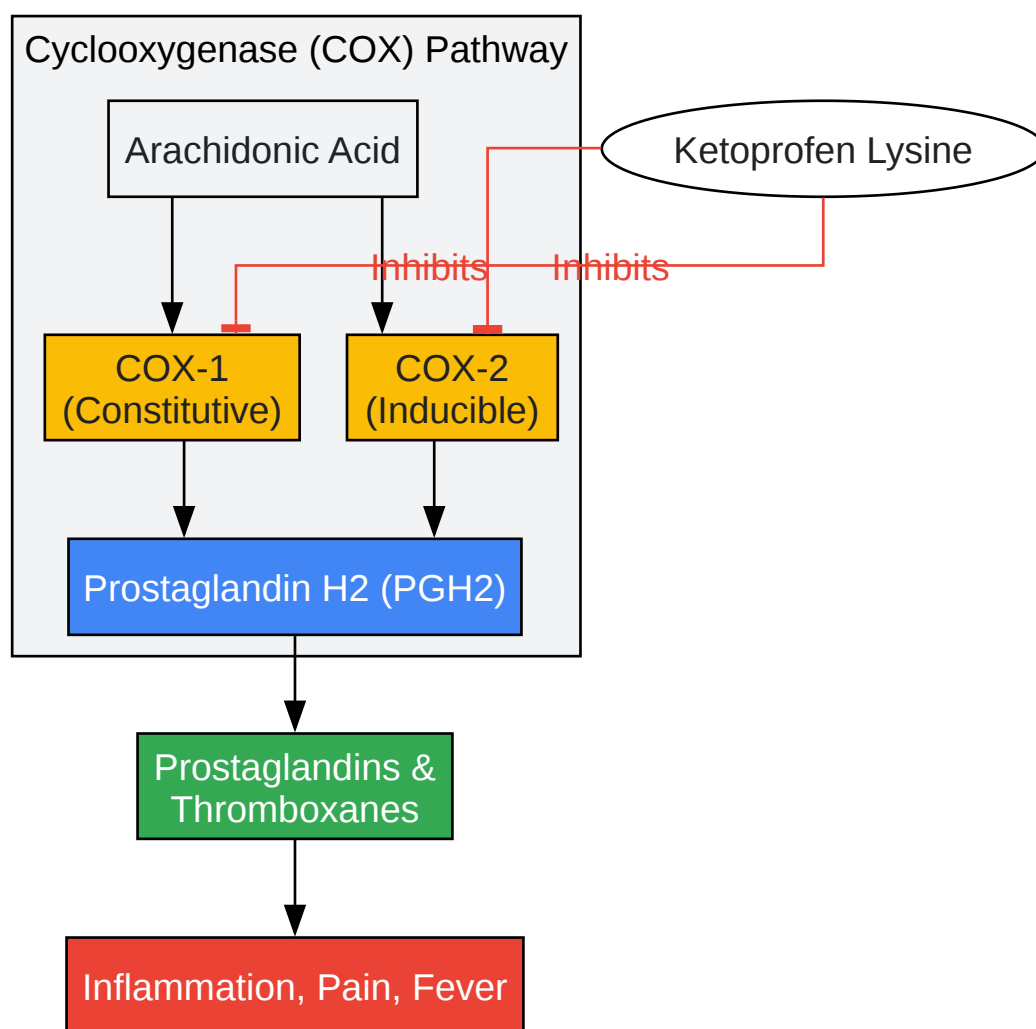 Cyclooxygenase (COX) Pathway
Arachidonic Acid
Ketoprofen Lysine
Inhibits
Inhibits
COX-1
(Constitutive)
COX-2
(Inducible)
Prostaglandin H2 (PGH2)
Prostaglandins &
Thromboxanes
Inflammation, Pain, Fever